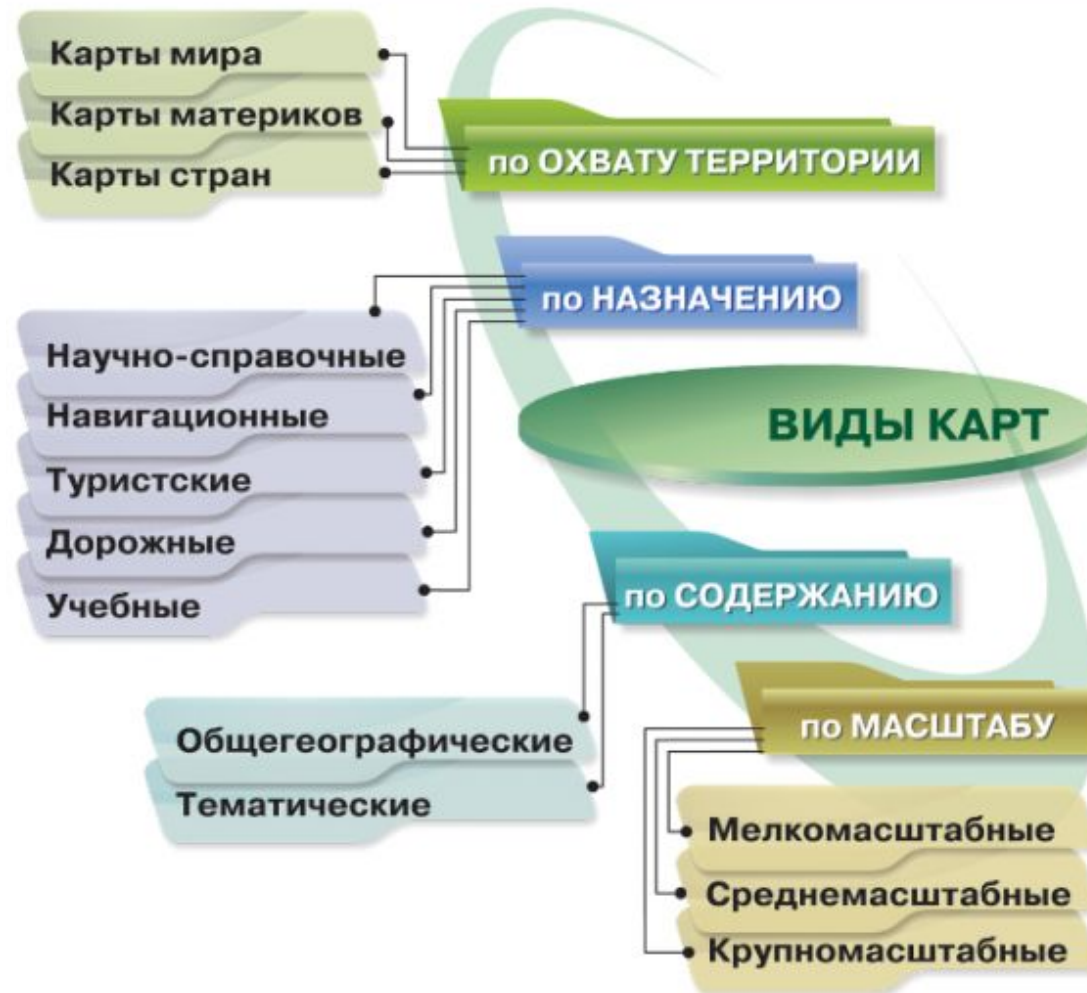 Карты мира
Карты материков
Карты стран
по ОХВАТУ ТЕРРИТОРИИ
по НАЗНАЧЕНИЮ
Научно-справочные
Навигационные
Туристские
Дорожные
Учебные
ВИДЫ КАРТ
по СОДЕРЖАНИЮ
Общегеографические
Тематические
по МАСШТАБУ
Мелкомасштабные
Среднемасштабные
Крупномасштабные